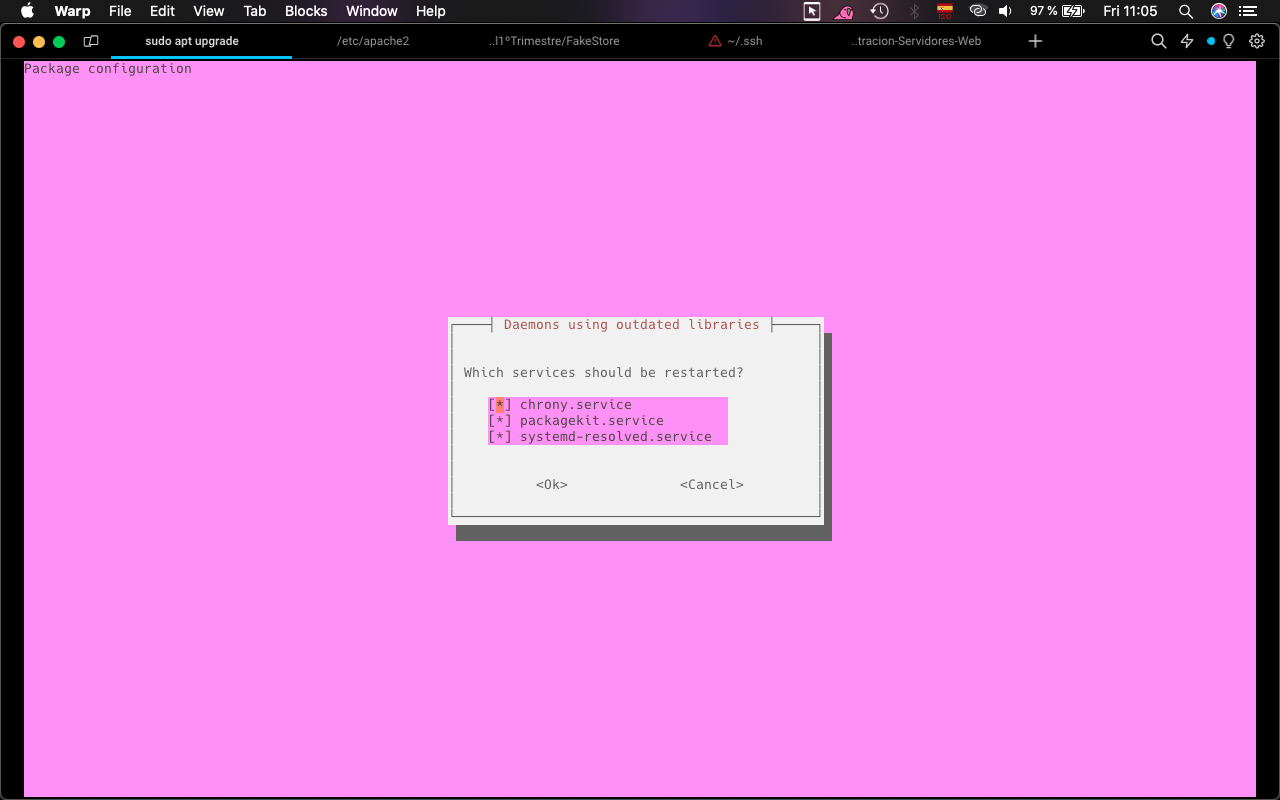 Warp File Edit View Tab Blocks Window Help 97 % Fri 11:05
sudo apt upgrade /etc/apache2 ..l1ºTrimestre/FakeStore ~/.ssh ..tracion-Servidores-Web
Package configuration
Daemons using outdated libraries
Which services should be restarted?
[*] chrony.service
[*] packagekit.service
[*] systemd-resolved.service
<Ok> <Cancel>